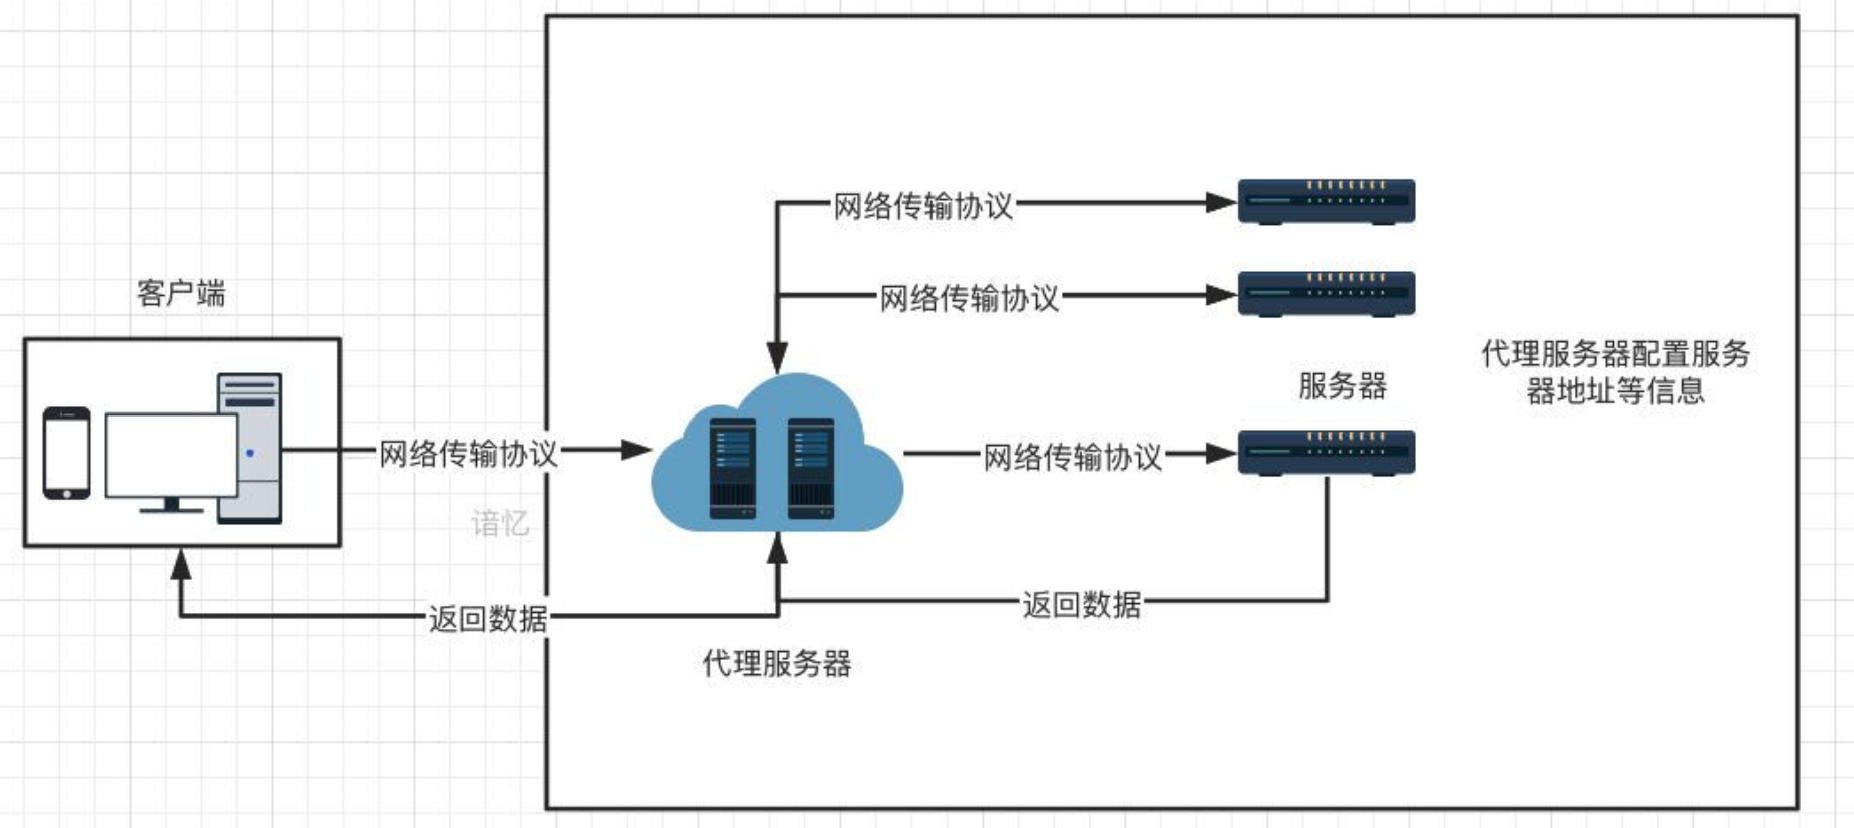 网络传输协议
网络传输协议
客户端
代理服务器配置服务
器地址等信息
服务器
网络传输协议
网络传输协议
谙忆
返回数据
返回数据
代理服务器